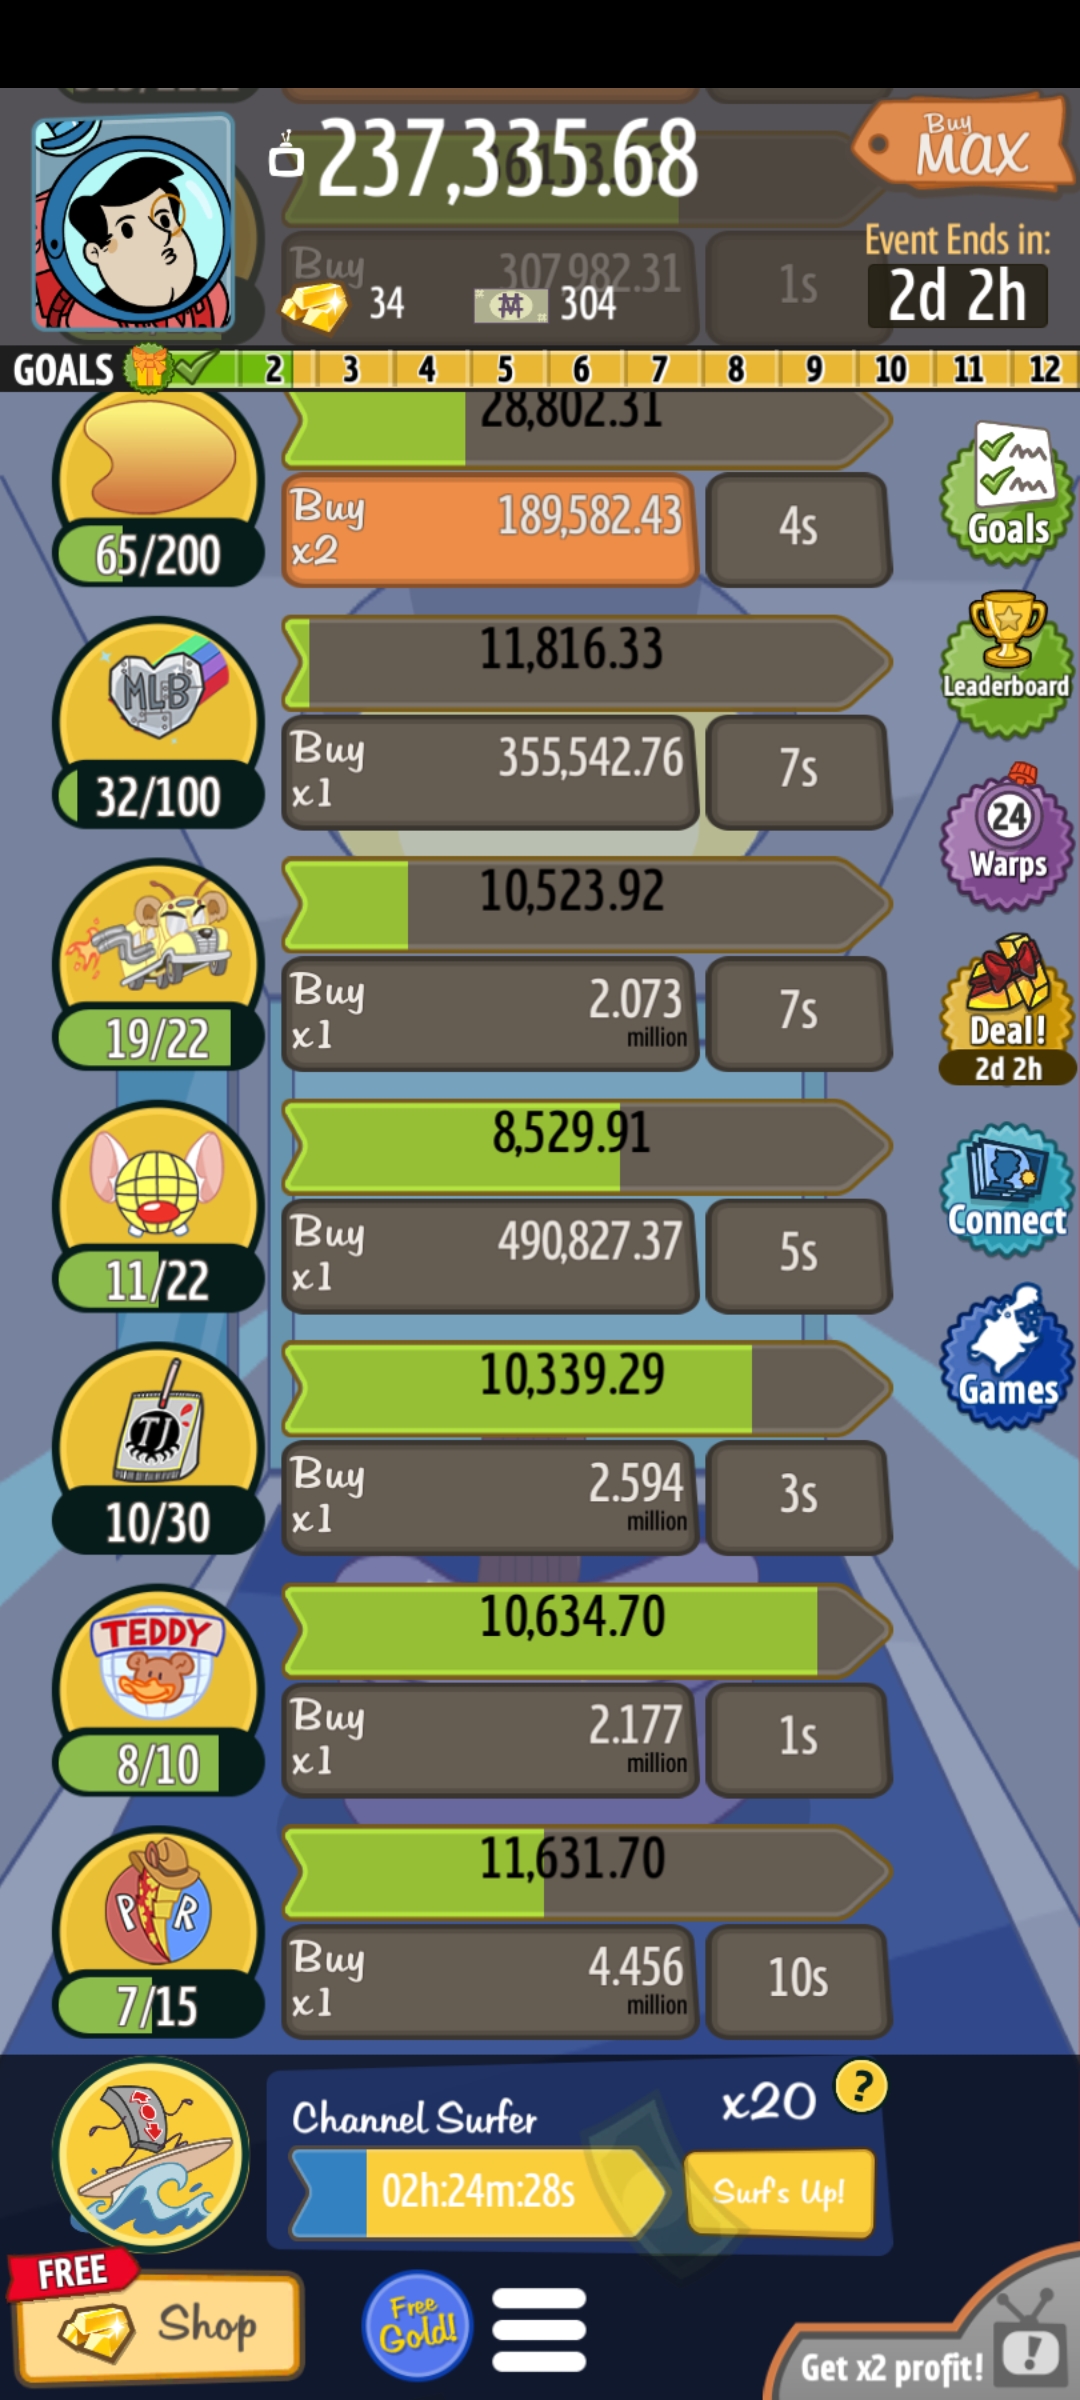 237,335.68
Buy
MAX
Buy
307,982.31
1s
34
304
Event Ends in:
2d 2h
GOALS 2 3 4 5 6 7 8 9 10 11 12
28,802.31
65/200
Buy
x2
189,582.43
4s
Goals
11,816.33
MLB
32/100
Buy
x1
355,542.76
7s
Leaderboard
10,523.92
19/22
Buy
x1
2.073
million
7s
24
Warps
8,529.91
11/22
Buy
x1
490,827.37
5s
Deal!
2d 2h
10,339.29
TJ
10/30
Buy
x1
2.594
million
3s
Connect
10,634.70
TEDDY
8/10
Buy
x1
2.177
million
1s
Games
11,631.70
P R
7/15
Buy
x1
4.456
million
10s
Channel Surfer
x20
?
02h:24m:28s
Surf's Up!
FREE
Shop
Free
Gold!
Get x2 profit!